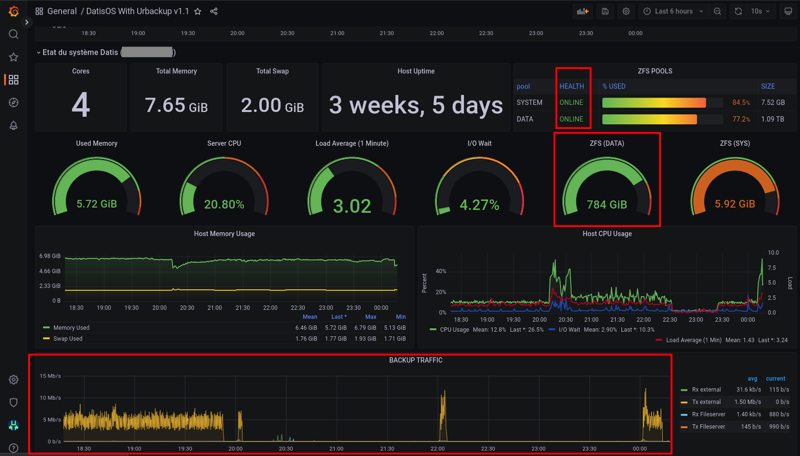 General / DatisOS With Urbackup v1.1
Last 6 hours
10s
18:30 19:00 19:30 20:00 20:30 21:00 21:30 22:00 22:30 23:00 23:30 00:00
Etat du système Datis (
)
Cores
Total Memory
Total Swap
Host Uptime
ZFS POOLS
4
7.65 GiB
2.00 GiB
3 weeks, 5 days
pool HEALTH % USED SIZE
SYSTEM ONLINE 84.5% 7.52 GB
DATA ONLINE 77.2% 1.09 TB
Used Memory
Server CPU
Load Average (1 Minute)
I/O Wait
ZFS (DATA)
ZFS (SYS)
5.72 GiB
20.80%
3.02
4.27%
784 GiB
5.92 GiB
Host Memory Usage
6.98 GiB
4.66 GiB
2.33 GiB
0 B
18:30 19:00 19:30 20:00 20:30 21:00 21:30 22:00 22:30 23:00 23:30 00:00
Mean Last * Max Min
Memory Used 6.46 GiB 5.72 GiB 6.79 GiB 5.13 GiB
Swap Used 1.76 GiB 1.77 GiB 1.93 GiB 1.71 GiB
Host CPU Usage
Percent
40%
20%
0%
10.0
7.5
5.0
2.5
0
Load
18:30 19:00 19:30 20:00 20:30 21:00 21:30 22:00 22:30 23:00 23:30 00:00
CPU Usage Mean: 12.8% Last *: 26.5%
I/O Wait Mean: 2.90% Last *: 10.3%
Load Average (1 Min) Mean: 1.43 Last *: 3.24
BACKUP TRAFFIC
15 Mb/s
10 Mb/s
5 Mb/s
0 b/s
18:30 19:00 19:30 20:00 20:30 21:00 21:30 22:00 22:30 23:00 23:30 00:00
avg current
Rx external 31.6 kb/s 115 b/s
Tx external 1.50 Mb/s 0 b/s
Rx Fileserver 1.40 kb/s 880 b/s
Tx Fileserver 145 b/s 990 b/s